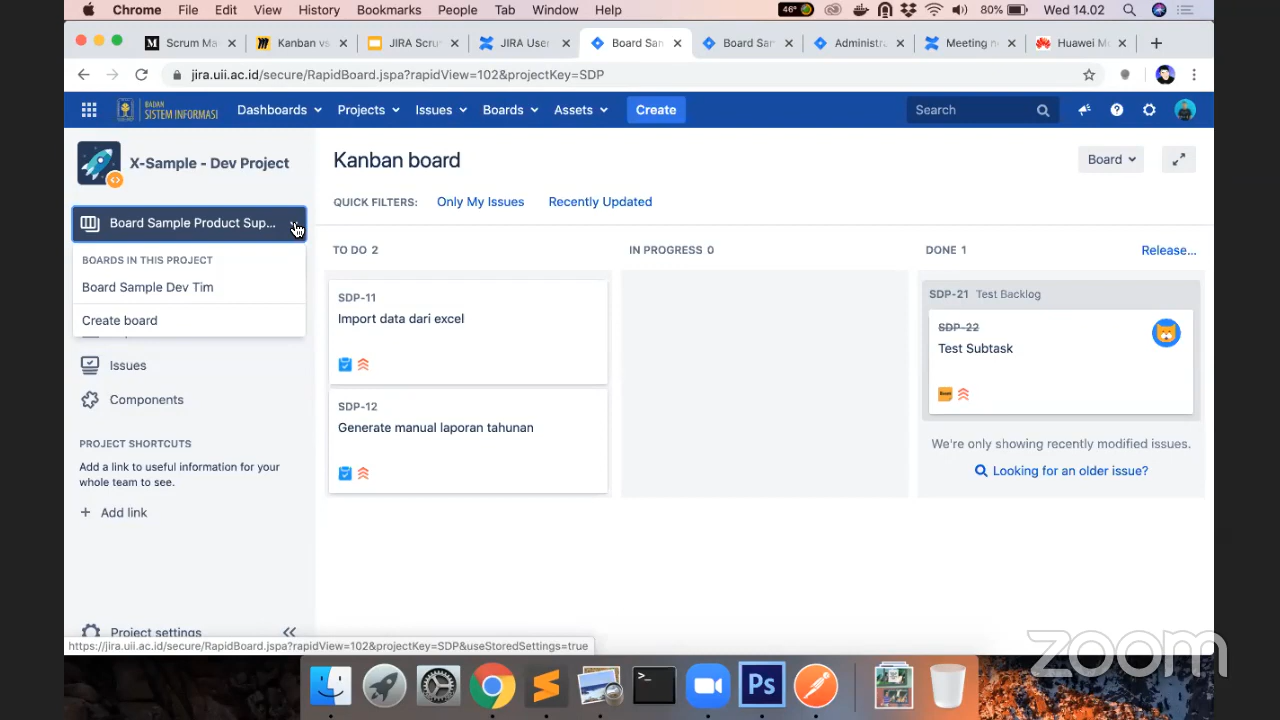 Chrome File Edit View History Bookmarks People Tab Window Help
46° 80% Wed 14.02
Scrum Ma
Kanban vs.
JIRA Scru
JIRA User
Board San
Board San
Administra
Meeting n
Huawei M
jira.uii.ac.id/secure/RapidBoard.jspa?rapidView=102&projectKey=SDP
BADAN
SISTEM INFORMASI
Dashboards Projects Issues Boards Assets Create Search
X-Sample - Dev Project
Board Sample Product Sup...
BOARDS IN THIS PROJECT
Board Sample Dev Tim
Create board
Issues
Components
PROJECT SHORTCUTS
Add a link to useful information for your
whole team to see.
+ Add link
Project settings
https://jira.uii.ac.id/secure/RapidBoard.jspa?rapidView=102&projectKey=SDP&useStoredSettings=true
Kanban board
Board
QUICK FILTERS: Only My Issues Recently Updated
TO DO 2
IN PROGRESS 0
DONE 1
Release...
SDP-11
Import data dari excel
SDP-12
Generate manual laporan tahunan
SDP-21 Test Backlog
SDP-22
Test Subtask
We're only showing recently modified issues.
Looking for an older issue?
Ps
zoom